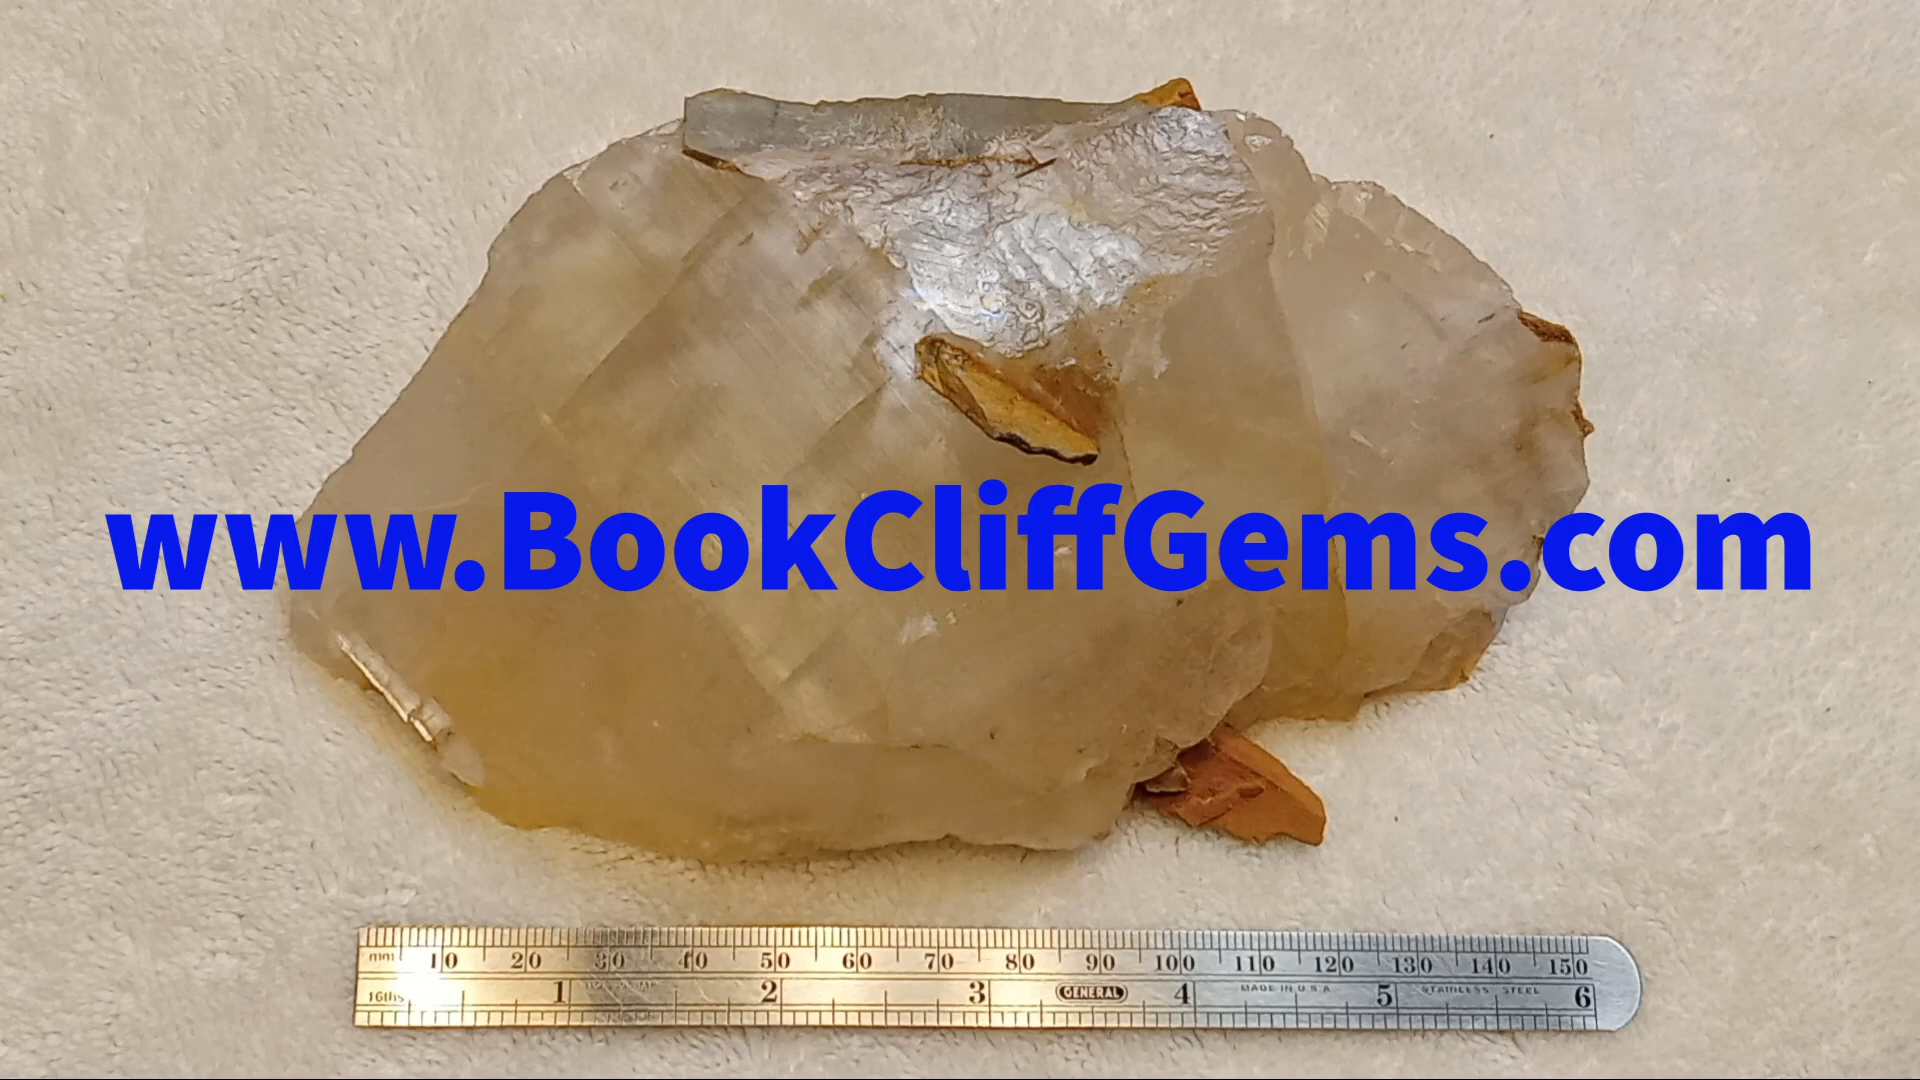 www.BookCliffGems.com
mm 10 20 30 40 50 60 70 80 90 100 110 120 130 140 150
16ths 1 2 3 GENERAL 4 MADE IN U.S.A 5 STAINLESS STEEL 6